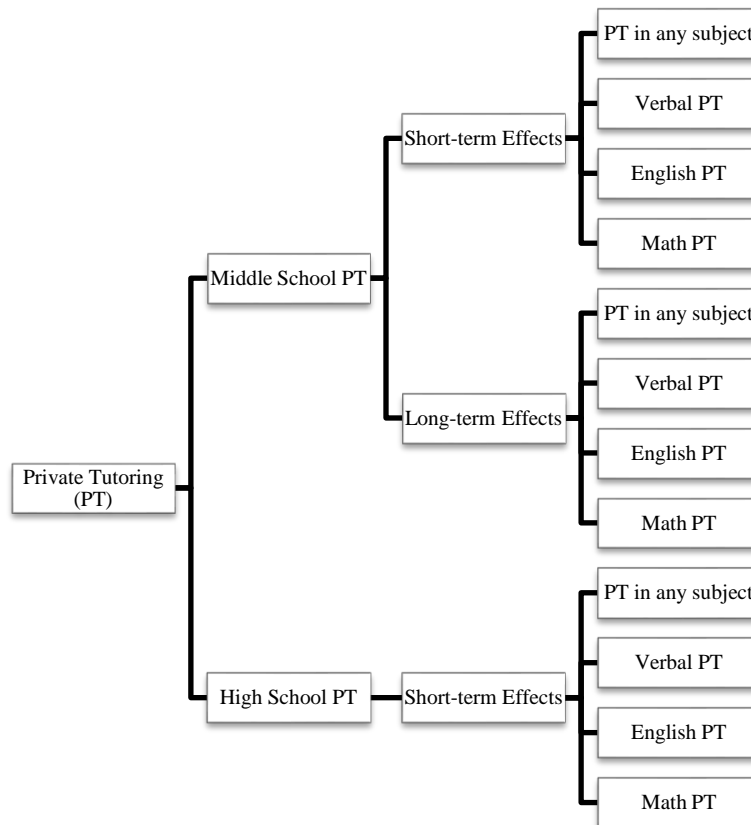 PT in any subject
Verbal PT
Short-term Effects
English PT
Math PT
Middle School PT
PT in any subject
Verbal PT
Long-term Effects
English PT
Private Tutoring
(PT)
Math PT
PT in any subject
Verbal PT
High School PT
Short-term Effects
English PT
Math PT